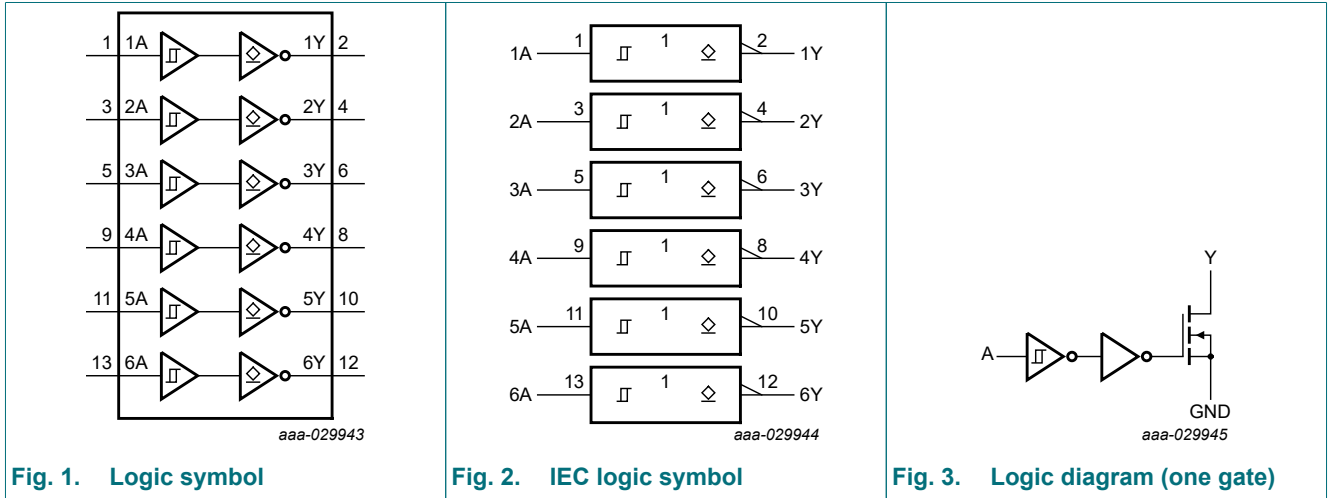 1 1A 1Y 2
3 2A 2Y 4
5 3A 3Y 6
9 4A 4Y 8
11 5A 5Y 10
13 6A 6Y 12
aaa-029943
Fig. 1. Logic symbol
1A 1 1 2 1Y
2A 3 1 4 2Y
3A 5 1 6 3Y
4A 9 1 8 4Y
5A 11 1 10 5Y
6A 13 1 12 6Y
aaa-029944
Fig. 2. IEC logic symbol
Y
A
GND
aaa-029945
Fig. 3. Logic diagram (one gate)